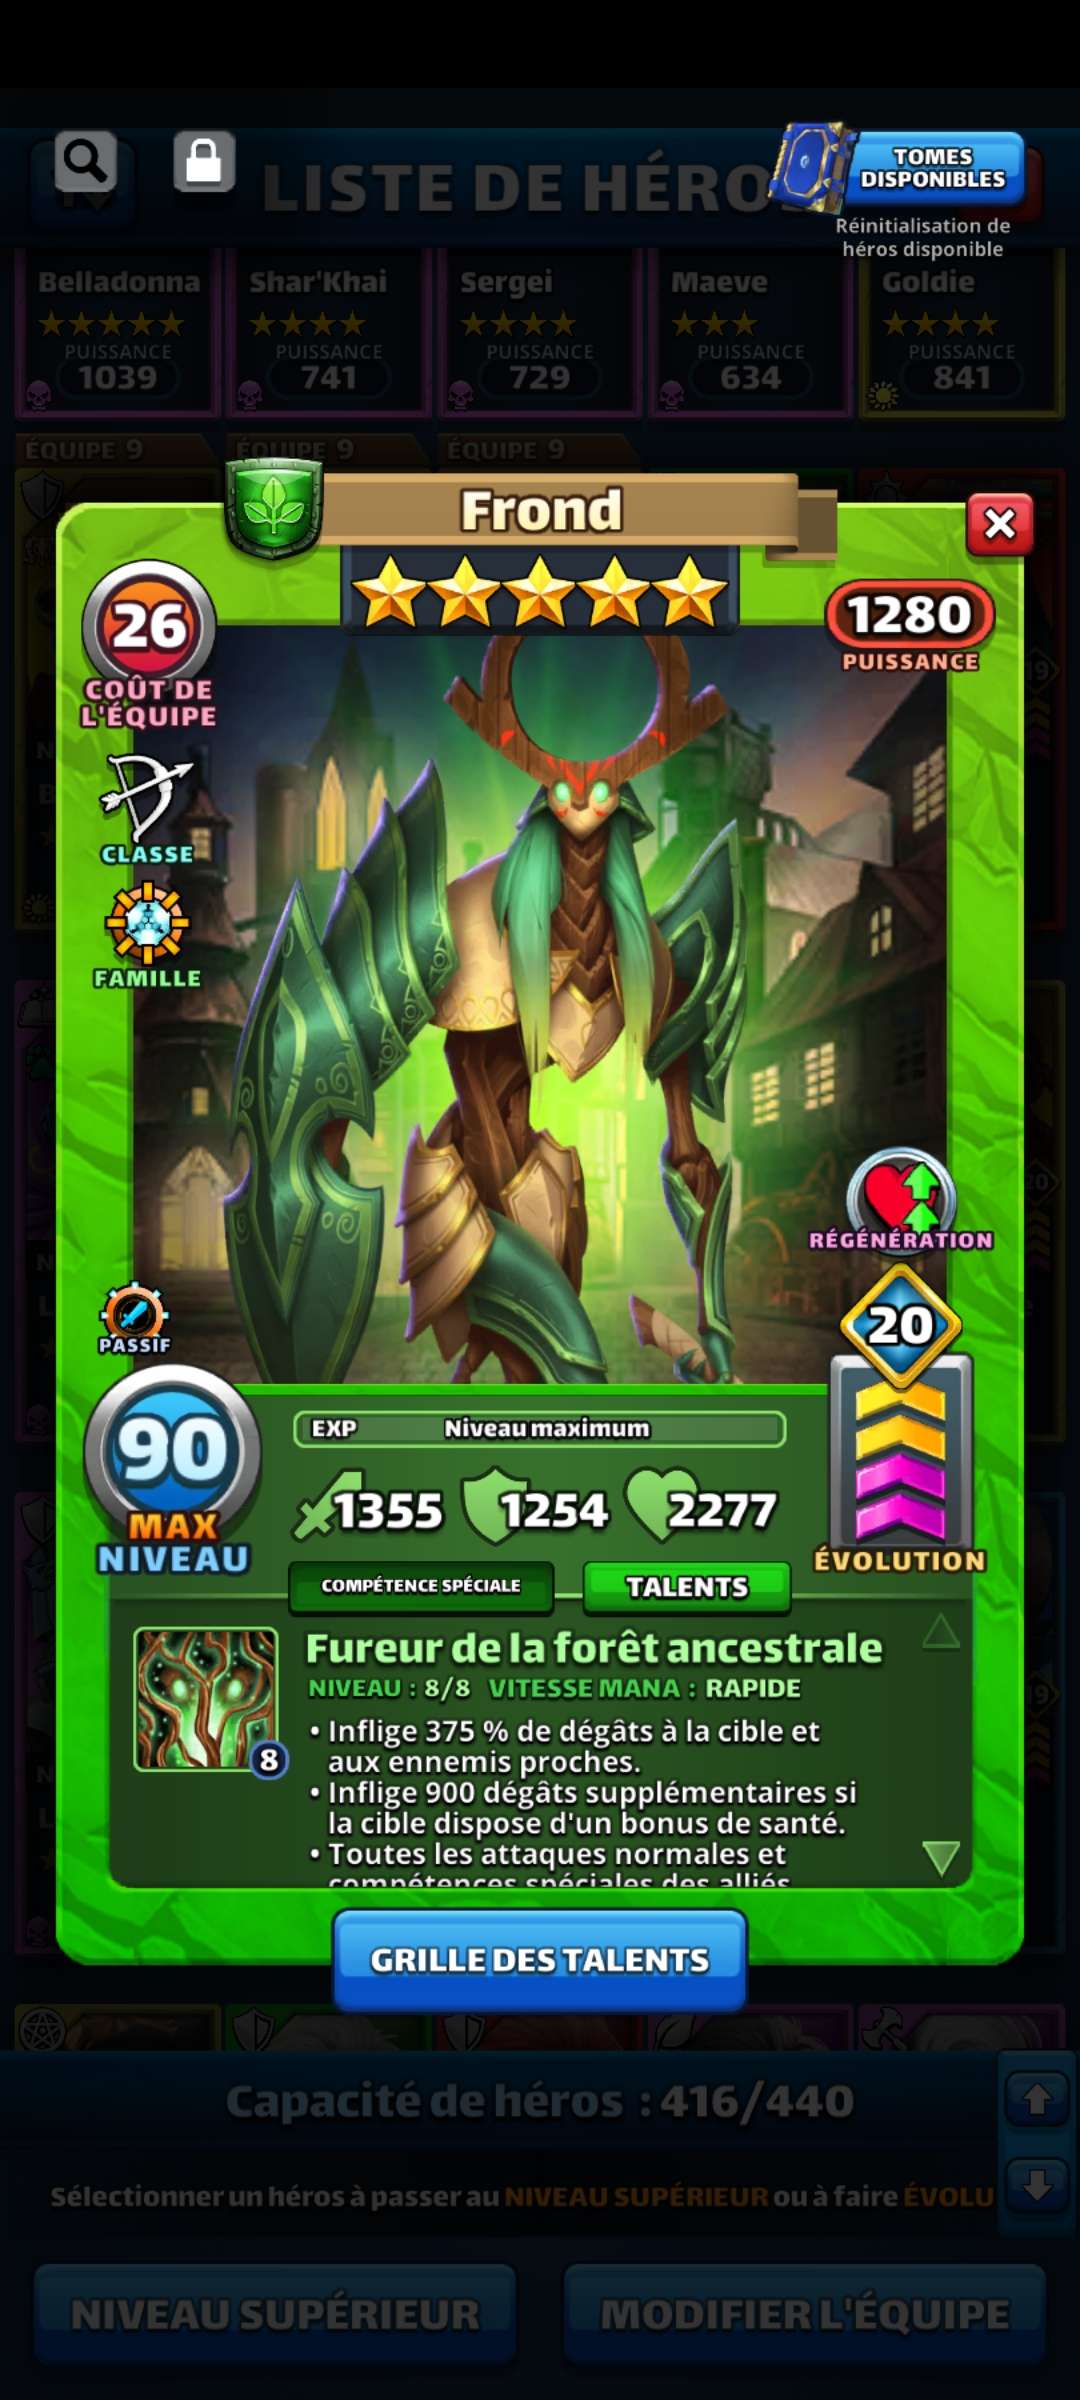 LISTE DE HÉRO
TOMES
DISPONIBLES
Réinitialisation de
héros disponible
Belladonna Shar'Khai Sergei Maeve Goldie
PUISSANCE PUISSANCE PUISSANCE PUISSANCE PUISSANCE
1039 741 729 634 841
ÉQUIPE 9 ÉQUIPE 9 ÉQUIPE 9
Frond
26
COÛT DE
L'ÉQUIPE
1280
PUISSANCE
CLASSE
FAMILLE
RÉGÉNÉRATION
PASSIF
20
90
MAX
NIVEAU
EXP Niveau maximum
1355 1254 2277
ÉVOLUTION
COMPÉTENCE SPÉCIALE TALENTS
Fureur de la forêt ancestrale
NIVEAU : 8/8 VITESSE MANA : RAPIDE
8
• Inflige 375 % de dégâts à la cible et
aux ennemis proches.
• Inflige 900 dégâts supplémentaires si
la cible dispose d'un bonus de santé.
• Toutes les attaques normales et
compétences spéciales des alliés
GRILLE DES TALENTS
Capacité de héros : 416/440
Sélectionner un héros à passer au NIVEAU SUPÉRIEUR ou à faire ÉVOLU
NIVEAU SUPÉRIEUR MODIFIER L'ÉQUIPE